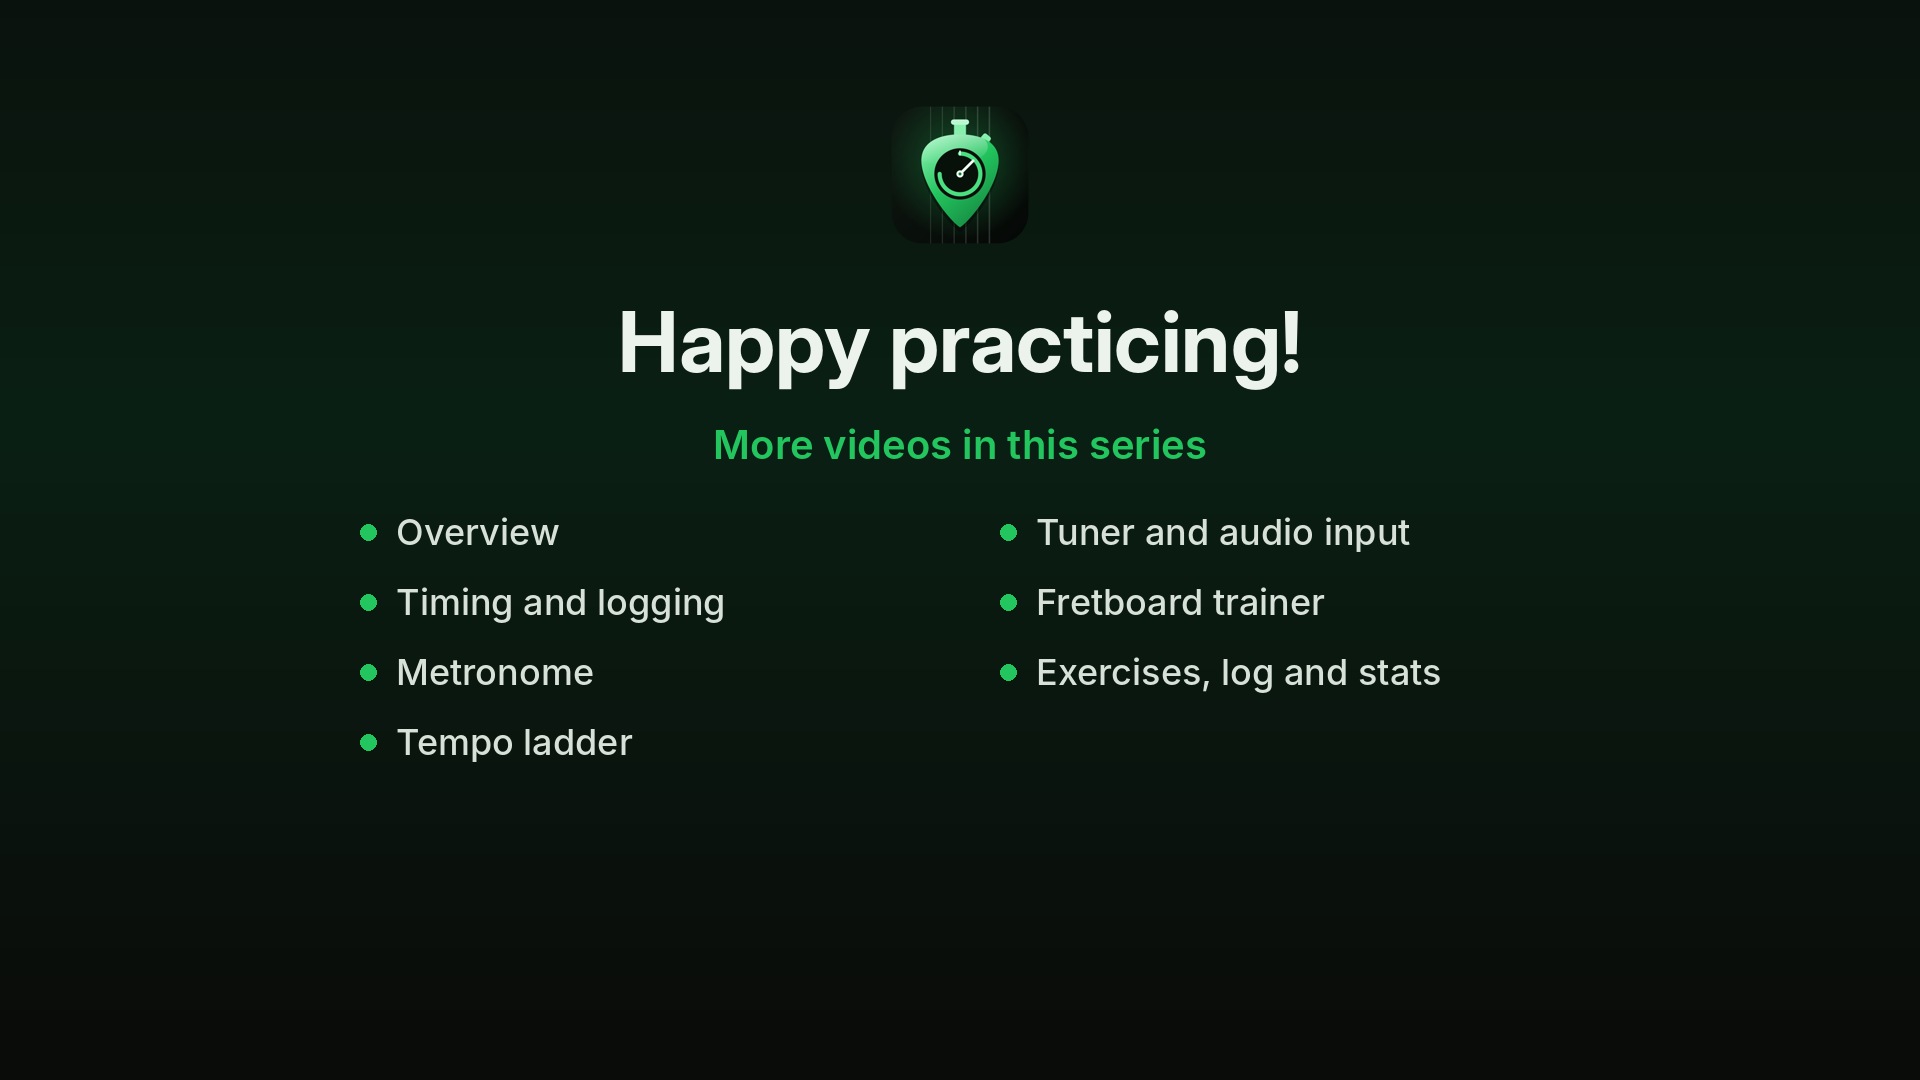 Happy practicing!
More videos in this series
Overview
Timing and logging
Metronome
Tempo ladder
Tuner and audio input
Fretboard trainer
Exercises, log and stats